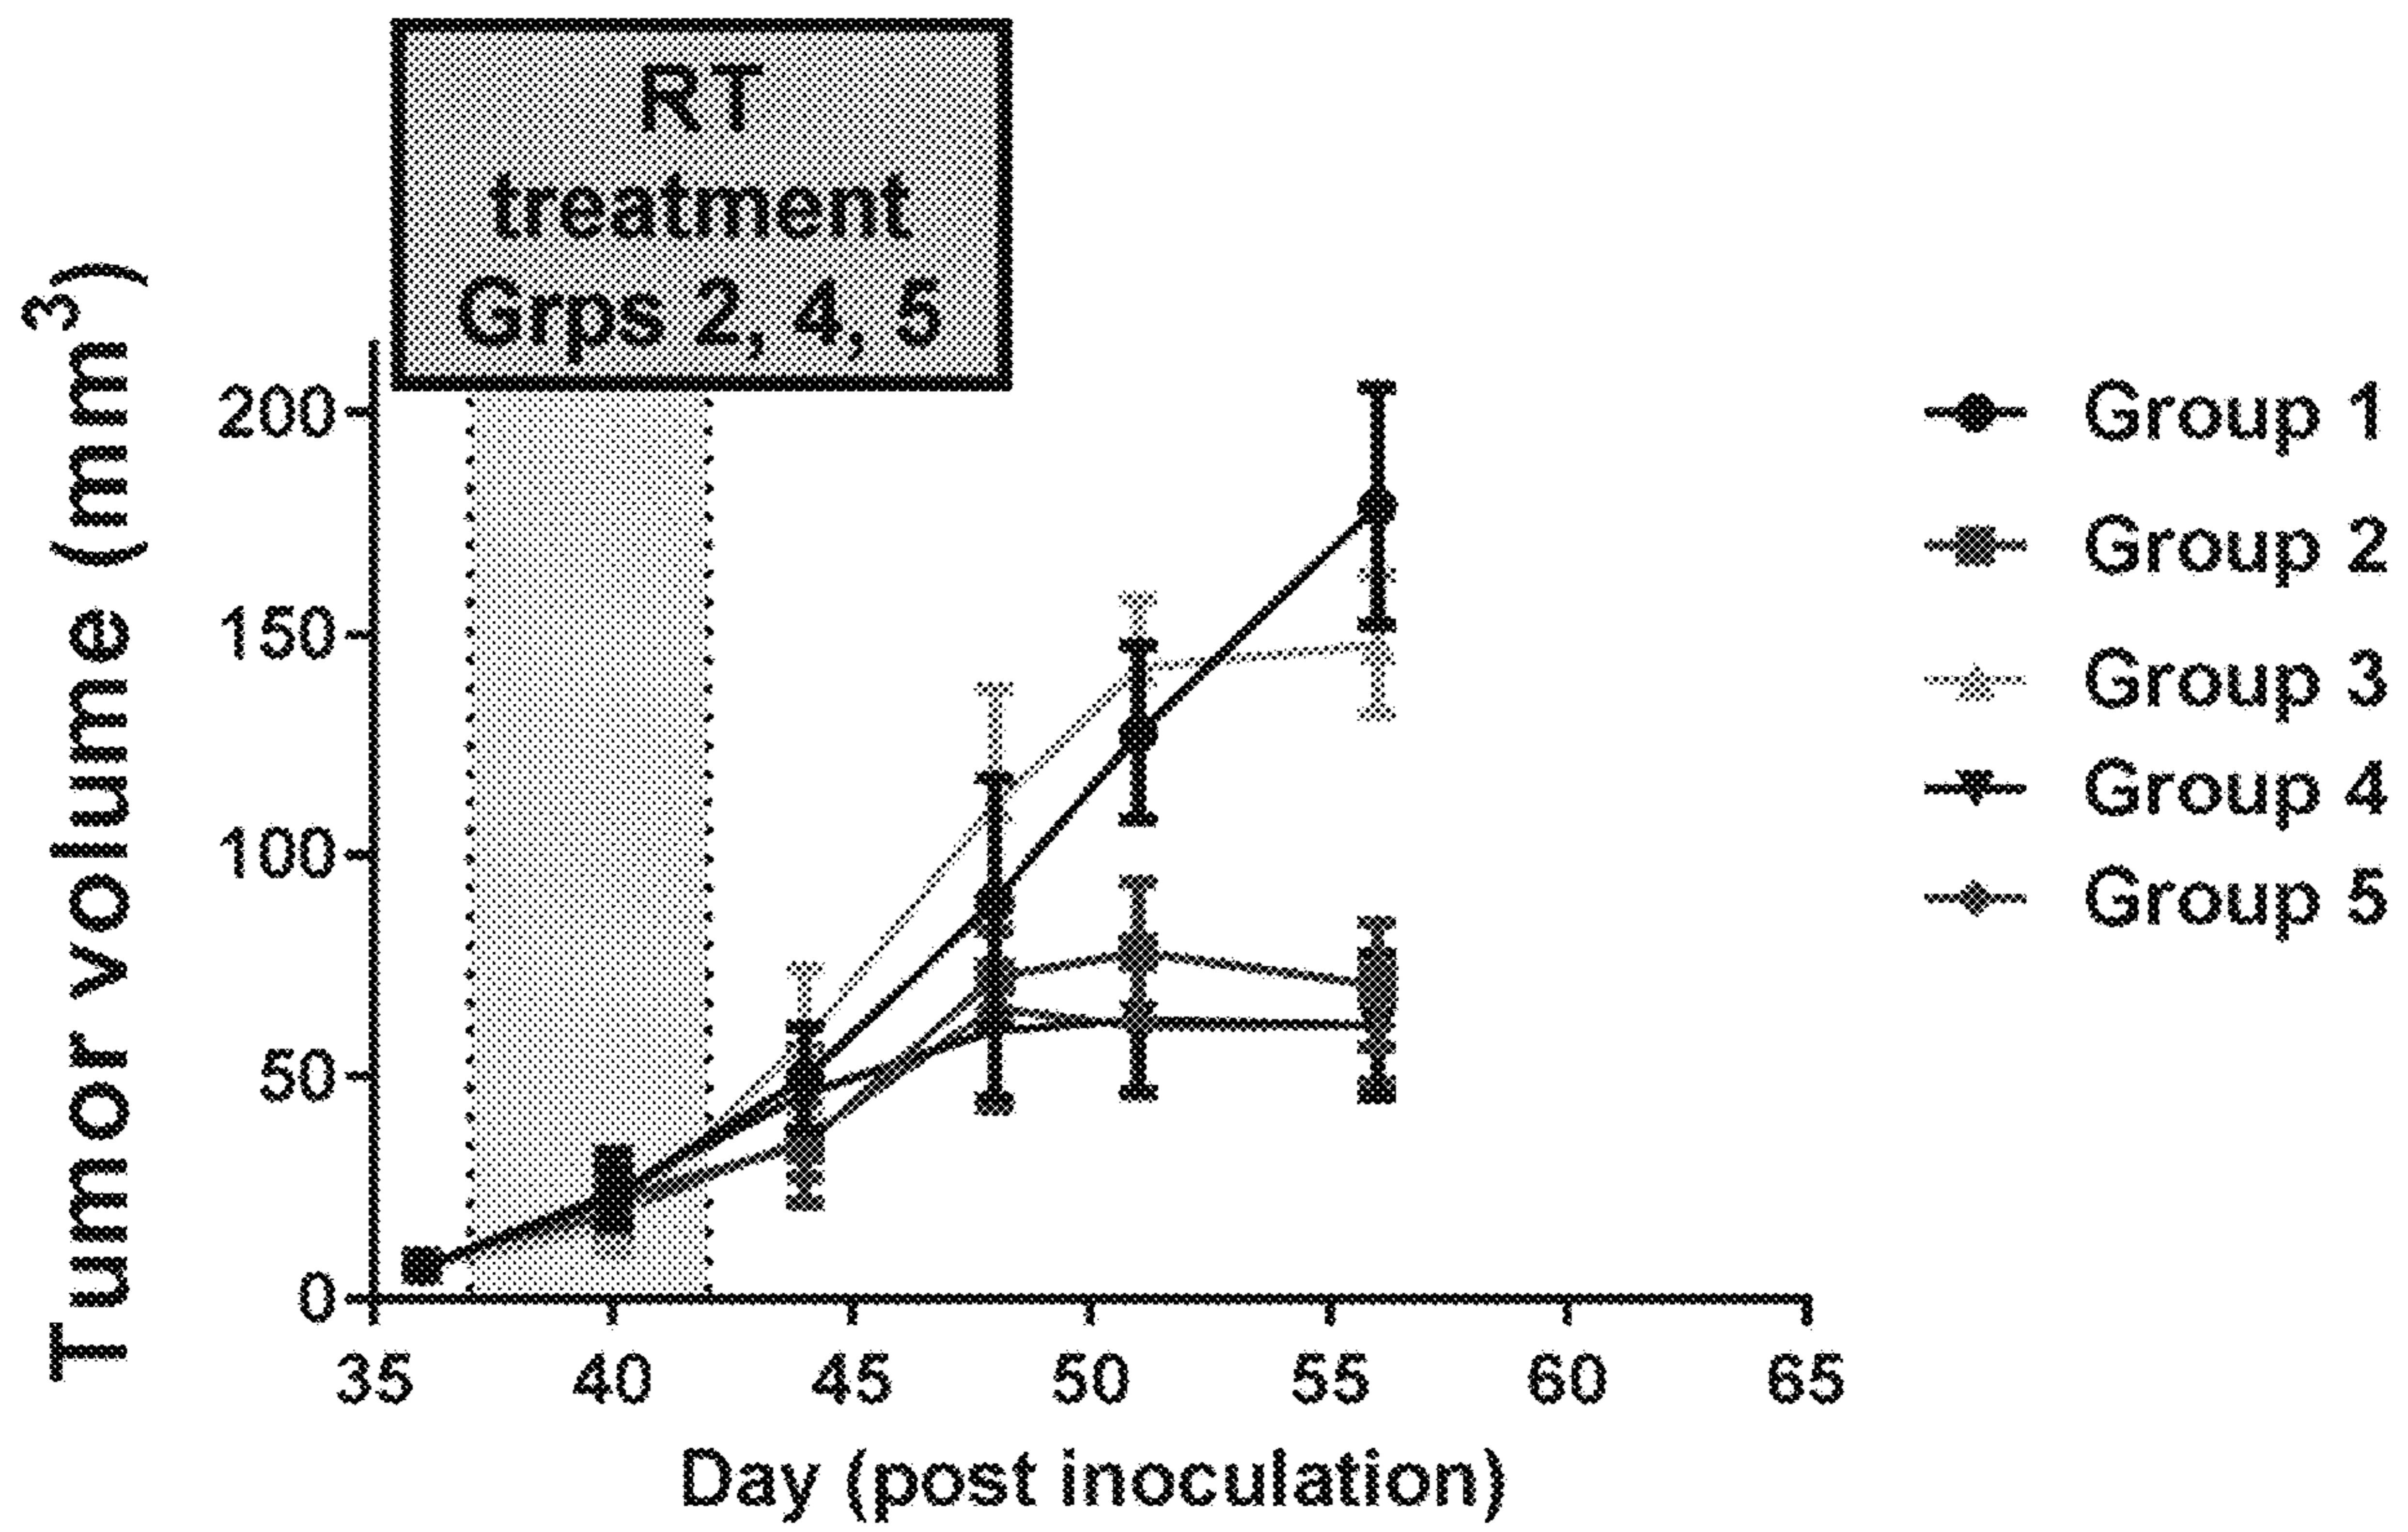 RT
treatment
Grps 2, 4, 5
Tumor volume (mm³)
200
150
100
50
0
35 40 45 50 55 60 65
Day (post inoculation)
Group 1
Group 2
Group 3
Group 4
Group 5